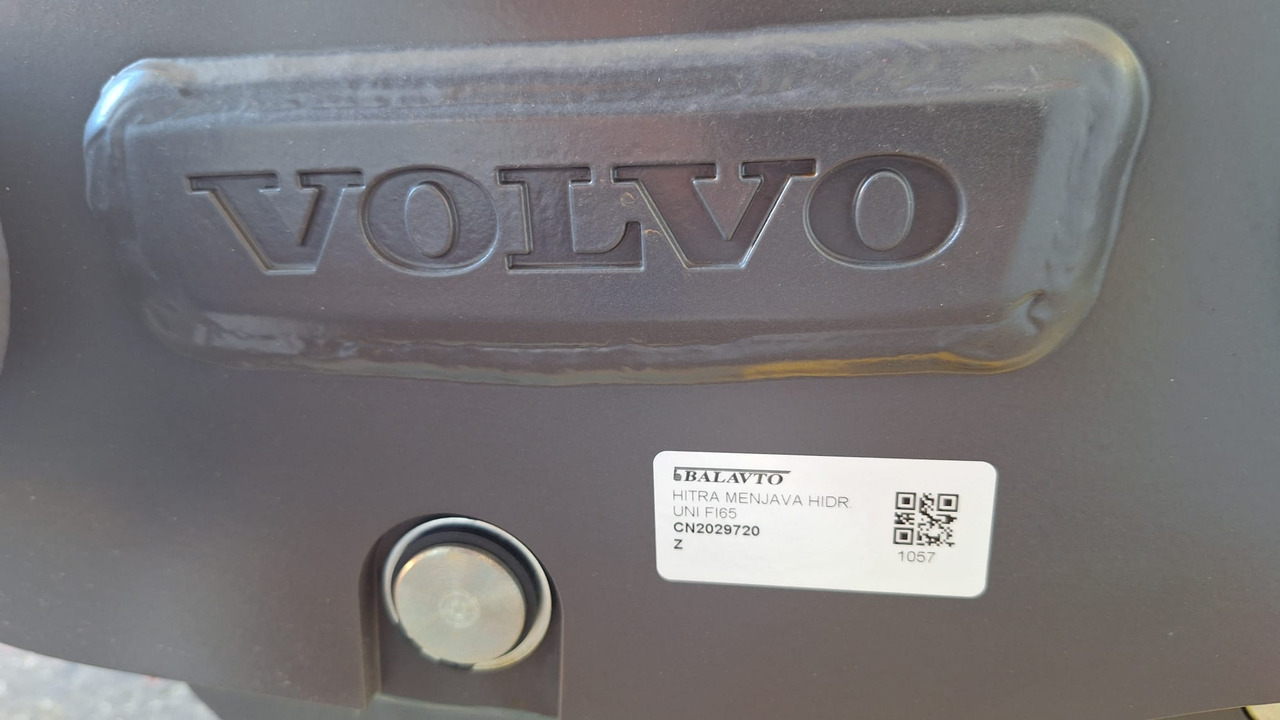 VOLVO
BALAVTO
HITRA MENJAVA HIDR.
UNI FI65
CN2029720
Z
1057